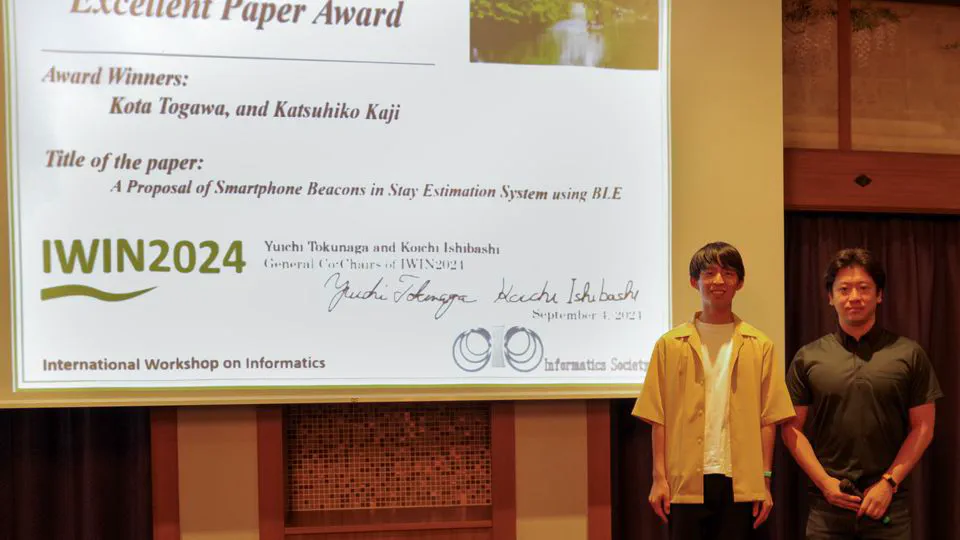 Excellent Paper Award
Award Winners:
Kota Togawa, and Katsuhiko Kaji
Title of the paper:
A Proposal of Smartphone Beacons in Stay Estimation System using BLE
IWIN2024
Yuichi Tokunaga and Koichi Ishibashi
General Co-Chairs of IWIN2024
Yuichi Tokunaga Koichi Ishibashi
September 4, 2024
International Workshop on Informatics
Informatics Society